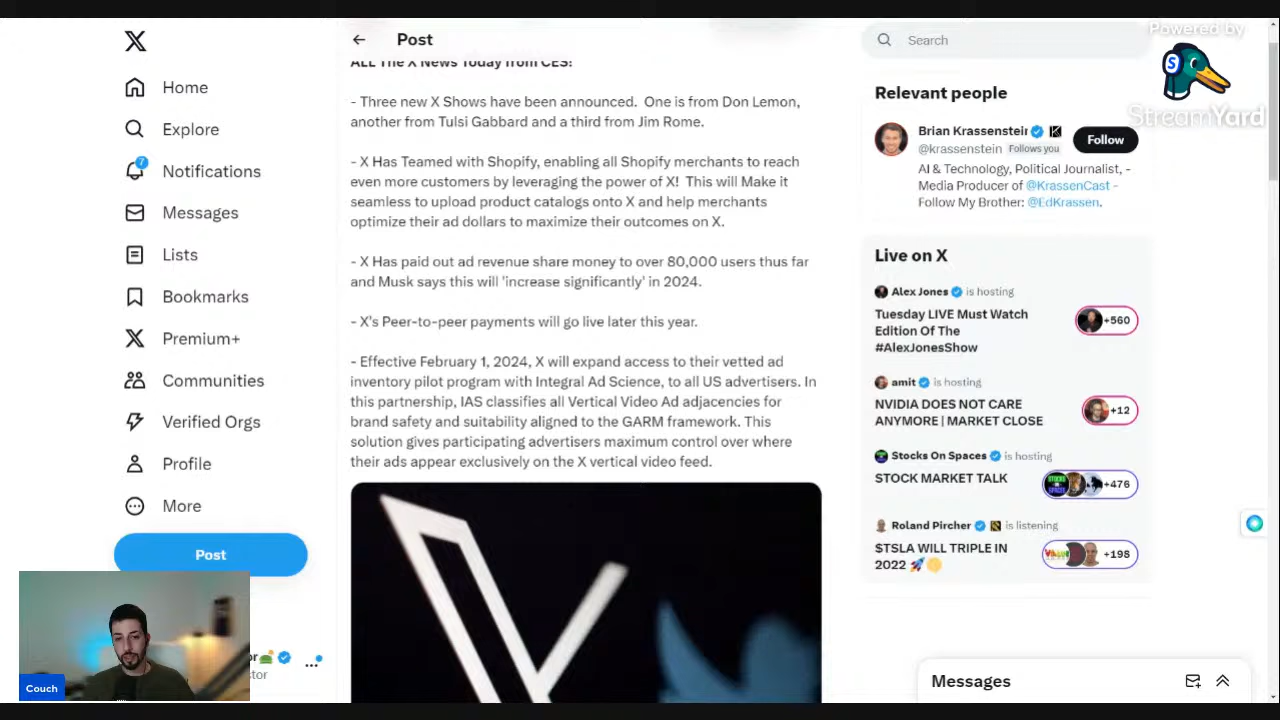 Powered by
StreamYard
Home
Explore
7
Notifications
Messages
Lists
Bookmarks
Premium+
Communities
Verified Orgs
Profile
More
Post
Couch
Post
ALL The X News Today from CES!
- Three new X Shows have been announced. One is from Don Lemon,
another from Tulsi Gabbard and a third from Jim Rome.
- X Has Teamed with Shopify, enabling all Shopify merchants to reach
even more customers by leveraging the power of X! This will Make it
seamless to upload product catalogs onto X and help merchants
optimize their ad dollars to maximize their outcomes on X.
- X Has paid out ad revenue share money to over 80,000 users thus far
and Musk says this will 'increase significantly' in 2024.
- X's Peer-to-peer payments will go live later this year.
- Effective February 1, 2024, X will expand access to their vetted ad
inventory pilot program with Integral Ad Science, to all US advertisers. In
this partnership, IAS classifies all Vertical Video Ad adjacencies for
brand safety and suitability aligned to the GARM framework. This
solution gives participating advertisers maximum control over where
their ads appear exclusively on the X vertical video feed.
Search
Relevant people
Brian Krassenstein
@krassenstein Follows you
Follow
AI & Technology, Political Journalist, -
Media Producer of @KrassenCast -
Follow My Brother: @EdKrassen.
Live on X
Alex Jones is hosting
Tuesday LIVE Must Watch
Edition Of The
#AlexJonesShow
+560
amit is hosting
NVIDIA DOES NOT CARE
ANYMORE | MARKET CLOSE
+12
Stocks On Spaces is hosting
STOCK MARKET TALK
+476
Roland Pircher is listening
$TSLA WILL TRIPLE IN
2022 🚀🌕
+198
Messages